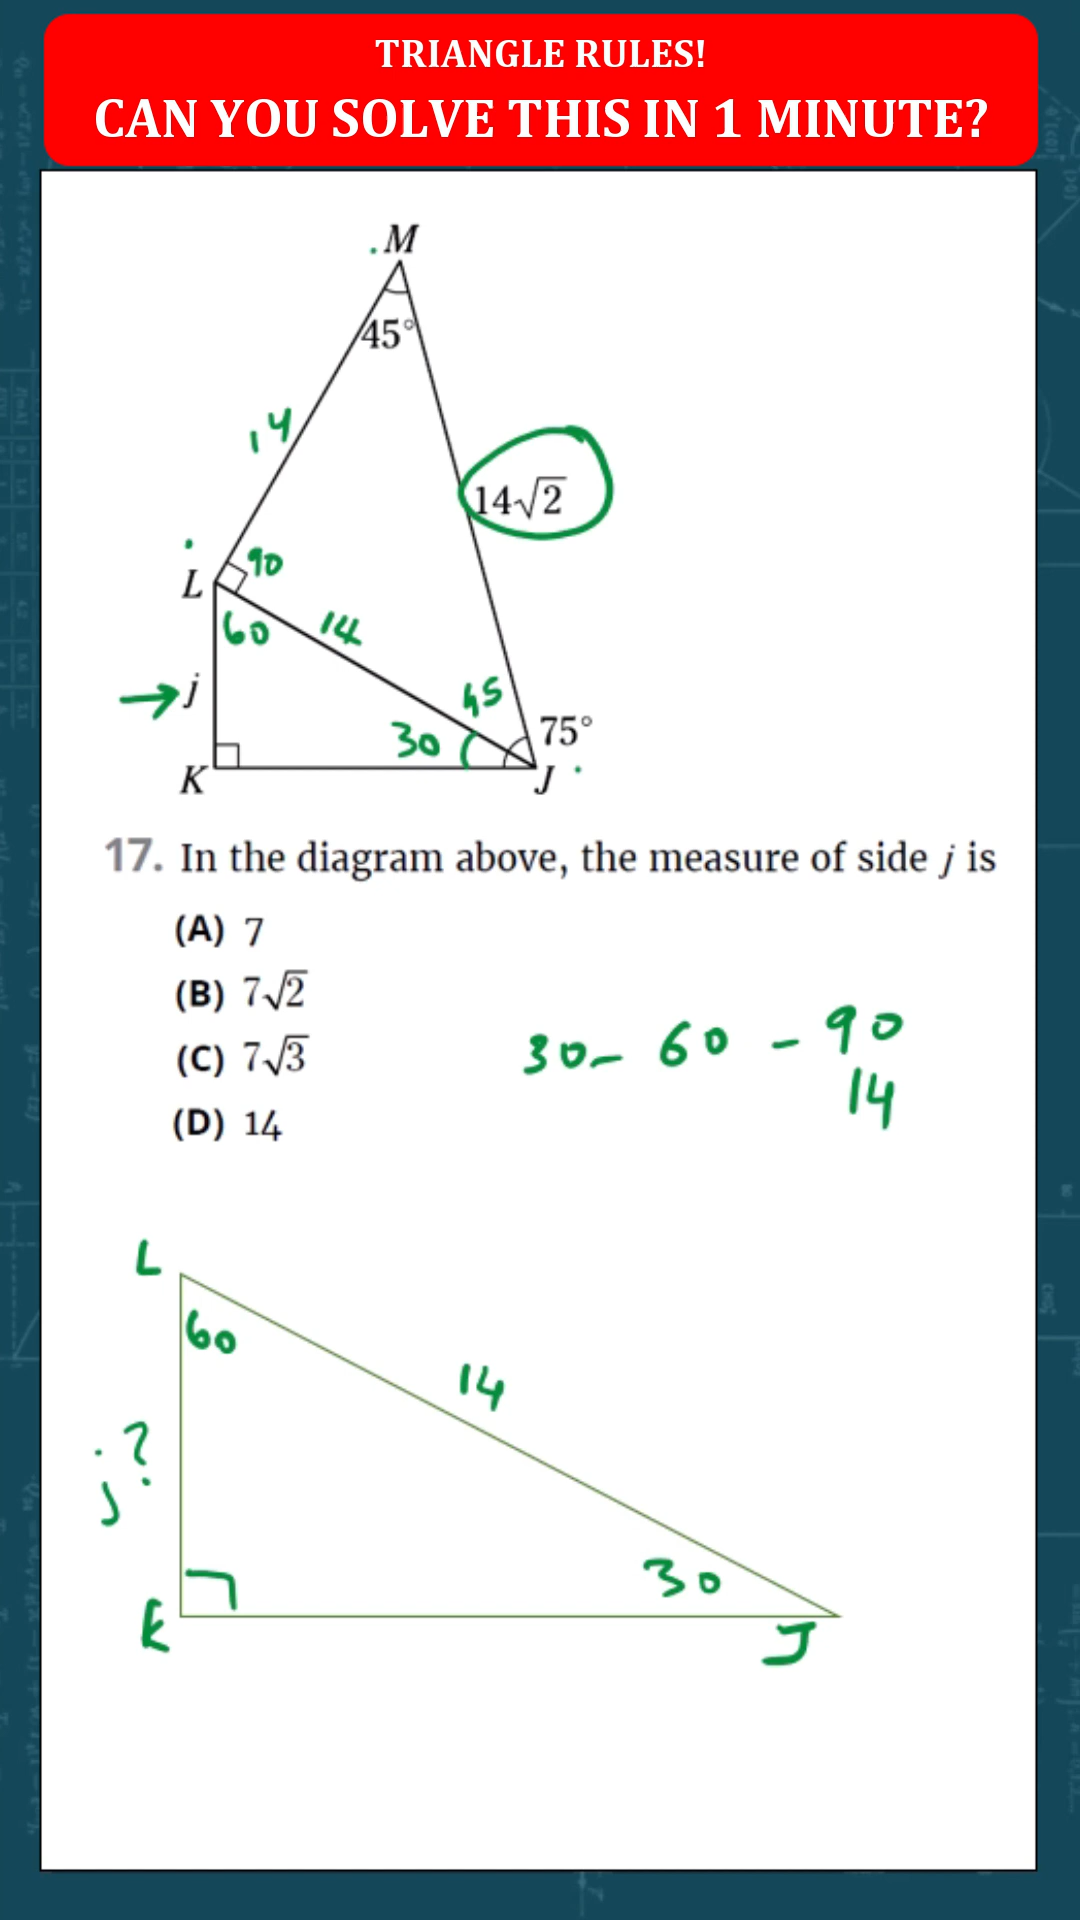 TRIANGLE RULES!
CAN YOU SOLVE THIS IN 1 MINUTE?
M
45°
14
14√2
90
L
60
14
j
45
75°
30
K
J
17. In the diagram above, the measure of side j is
(A) 7
(B) 7√2
(C) 7√3
(D) 14
30 - 60 - 90
14
L
60
14
j?
30
K
J